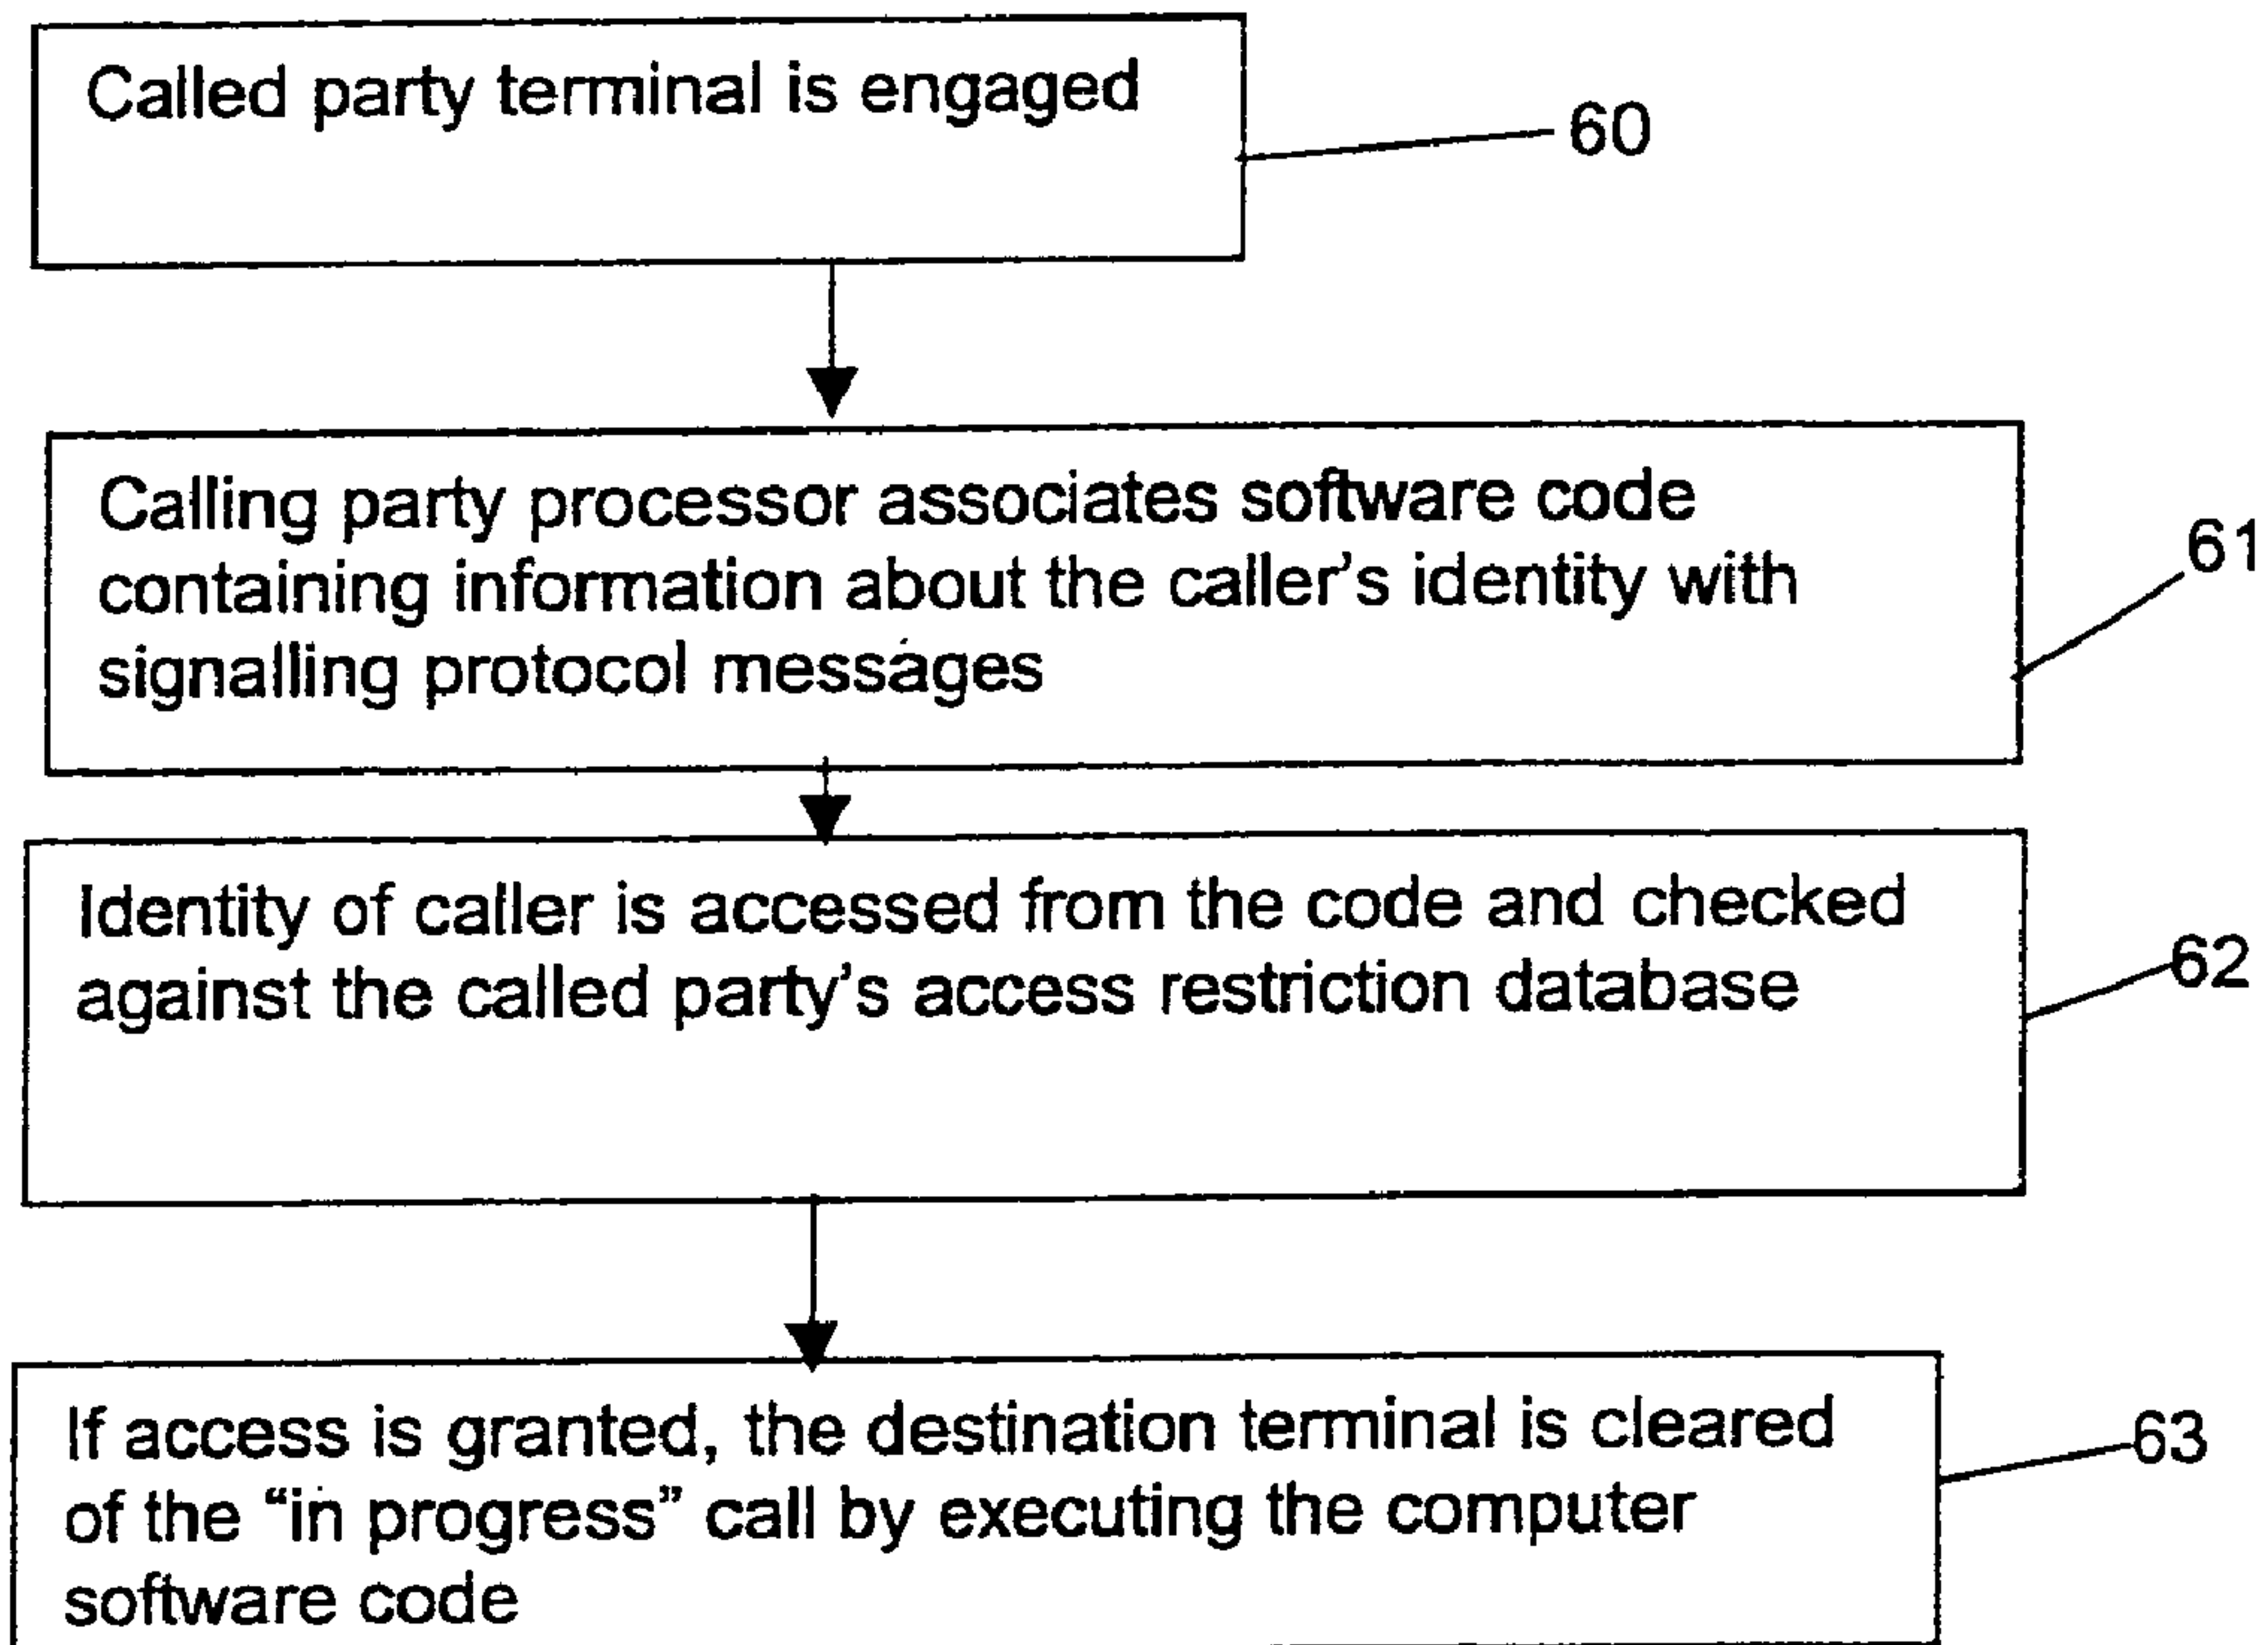 Called party terminal is engaged
60
Calling party processor associates software code
containing information about the caller's identity with
signalling protocol messages
61
Identity of caller is accessed from the code and checked
against the called party's access restriction database
62
If access is granted, the destination terminal is cleared
of the “in progress” call by executing the computer
software code
63